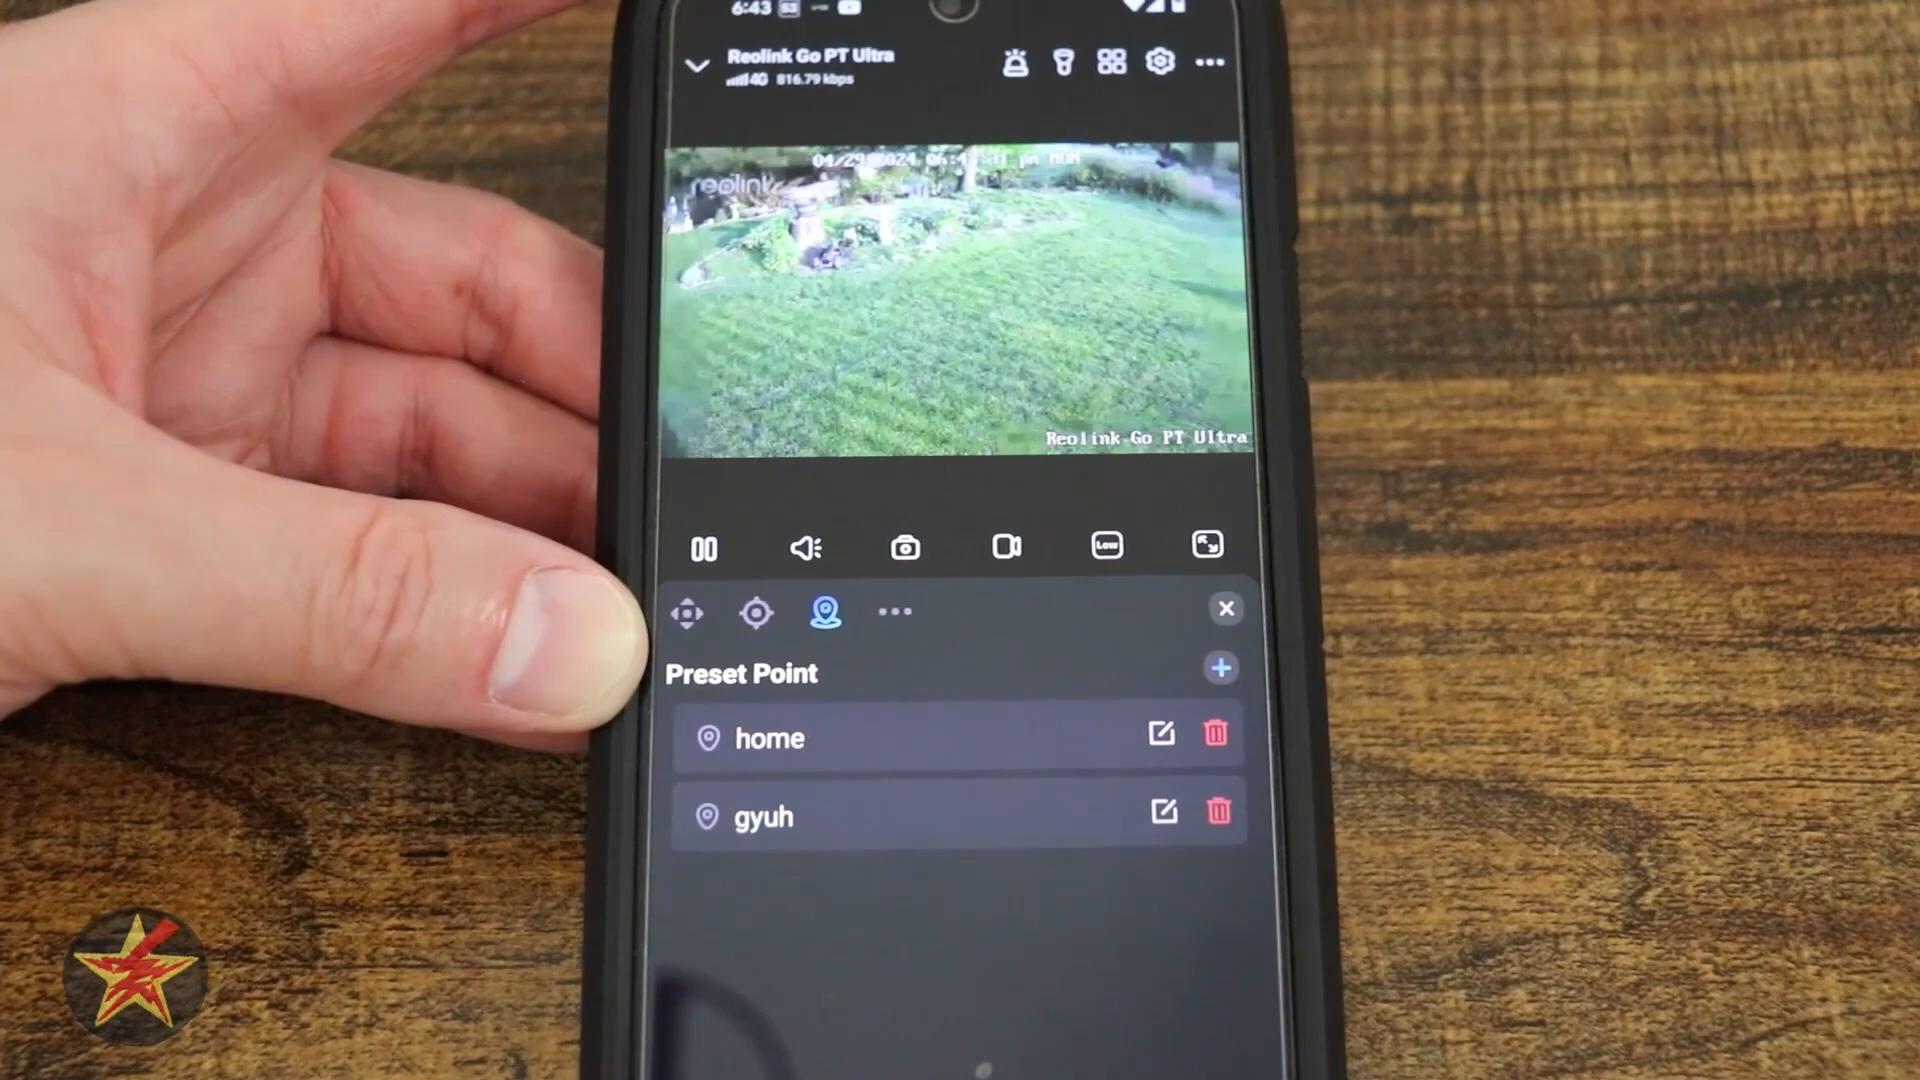 6:43
Reolink Go PT Ultra
4G 816.79 kbps
reolink
Reolink Go PT Ultra
Low
Preset Point
home
gyuh